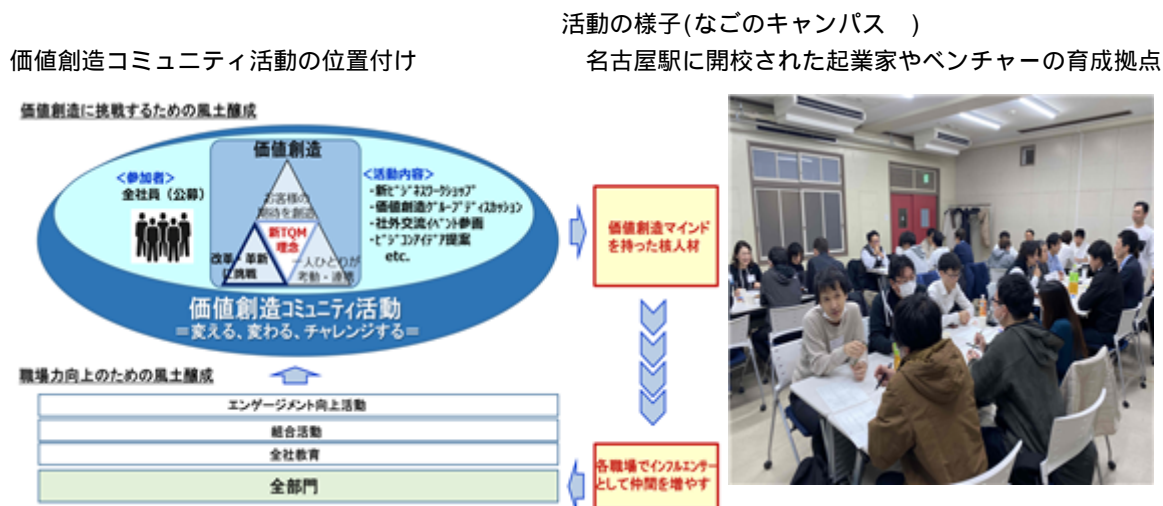 活動の様子(なごのキャンパス )
価値創造コミュニティ活動の位置付け
名古屋駅に開校された起業家やベンチャーの育成拠点
価値創造に挑戦するための風土醸成
価値創造
<参加者>
全社員（公募）
お客様の
期待を創造
新TQM
理念
改革・革新
に挑戦
一人ひとりが
考動・連携
<活動内容>
・新ﾋﾞｼﾞﾈｽﾜｰｸｼｮｯﾌﾟ
・価値創造ｸﾞﾙｰﾌﾟﾃﾞｨｽｶｯｼｮﾝ
・社外交流ｲﾍﾞﾝﾄ参画
・ﾋﾞｼﾞｺﾝｱｲﾃﾞｱ提案
etc.
価値創造ｺﾐｭﾆﾃｨ活動
＝変える、変わる、チャレンジする＝
価値創造マインド
を持った核人材
職場力向上のための風土醸成
エンゲージメント向上活動
組合活動
全社教育
全部門
各職場でインフルエンサー
として仲間を増やす